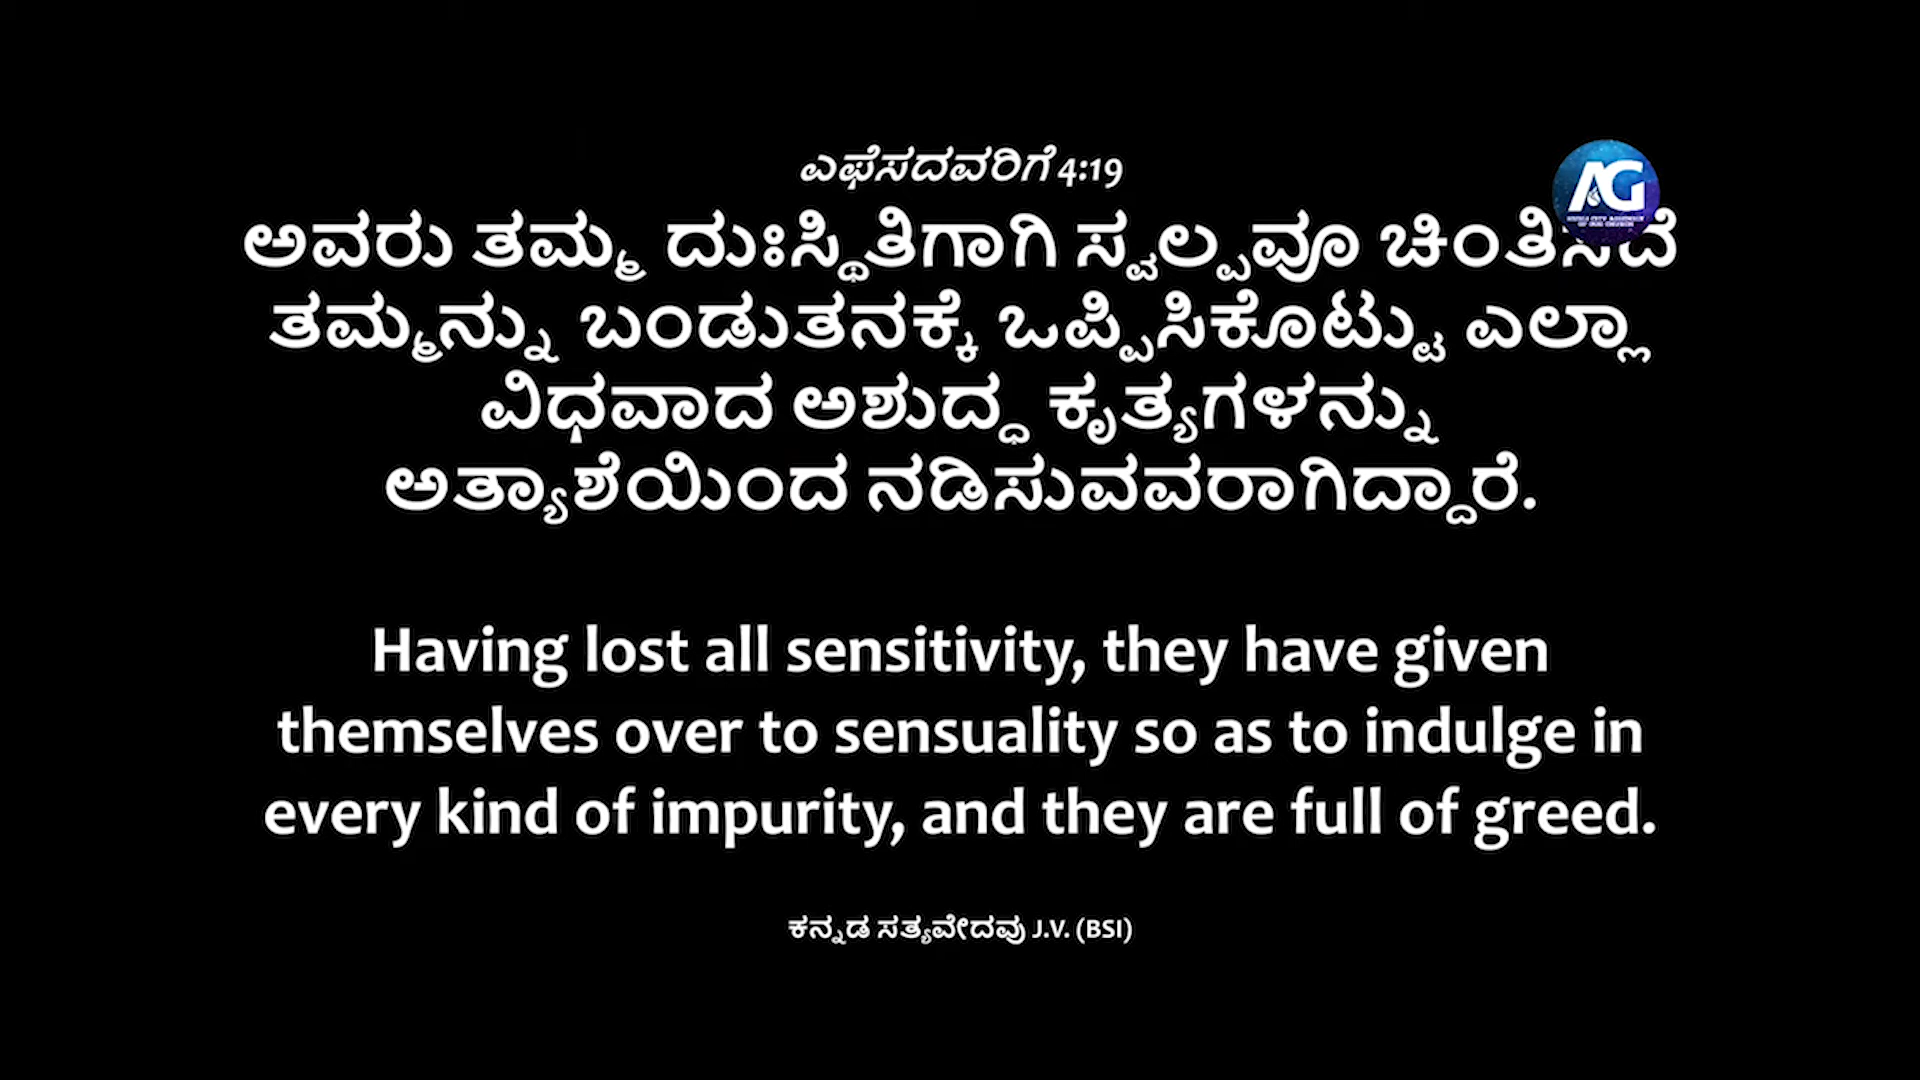 ಎಫೆಸದವರಿಗೆ 4:19
AG
ಅವರು ತಮ್ಮ ದುಃಸ್ಥಿತಿಗಾಗಿ ಸ್ವಲ್ಪವೂ ಚಿಂತಿಸದೆ
ತಮ್ಮನ್ನು ಬಂಡುತನಕ್ಕೆ ಒಪ್ಪಿಸಿಕೊಟ್ಟು ಎಲ್ಲಾ
ವಿಧವಾದ ಅಶುದ್ಧ ಕೃತ್ಯಗಳನ್ನು
ಅತ್ಯಾಶೆಯಿಂದ ನಡಿಸುವವರಾಗಿದ್ದಾರೆ.
Having lost all sensitivity, they have given
themselves over to sensuality so as to indulge in
every kind of impurity, and they are full of greed.
ಕನ್ನಡ ಸತ್ಯವೇದವು J.V. (BSI)